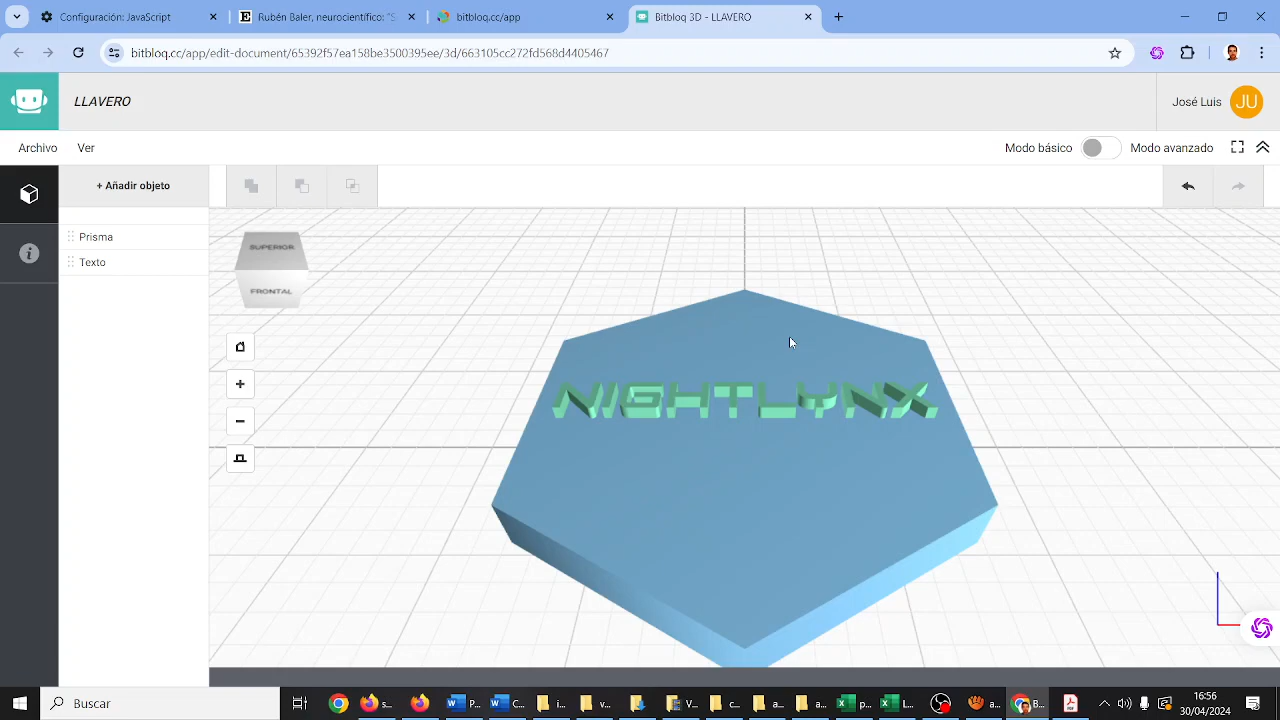 Configuración: JavaScript
Rubén Baler, neurocientífico: "S
bitbloq.cc/app
Bitbloq 3D - LLAVERO
bitbloq.cc/app/edit-document/65392f57ea158be3500395ee/3d/663105cc272fd568d4405467
LLAVERO
José Luis
JU
Archivo
Ver
Modo básico
Modo avanzado
+ Añadir objeto
Prisma
Texto
SUPERIOR
FRONTAL
NIGHTLYNX
Buscar
s...
W...
C...
i...
v...
V...
c...
a...
a...
p...
L...
a...
B...
16:56
30/04/2024